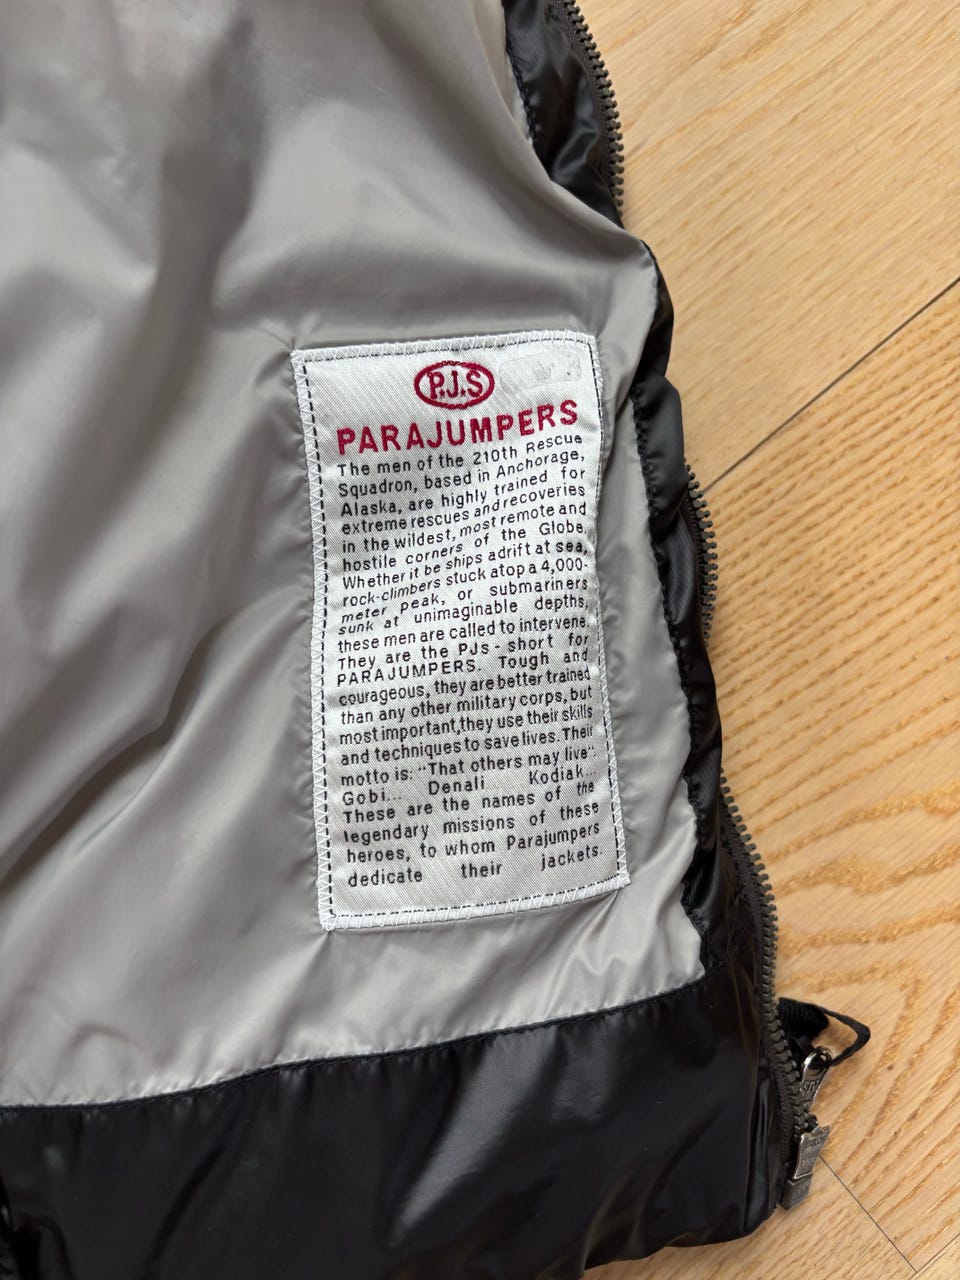 P.J.S
PARAJUMPERS
The men of the 210th Rescue
Squadron, based in Anchorage,
Alaska, are highly trained for
extreme rescues and recoveries
in the wildest, most remote and
hostile corners of the Globe.
Whether it be ships adrift at sea,
rock-climbers stuck atop a 4,000-
meter peak, or submariners
sunk at unimaginable depths,
these men are called to intervene.
They are the PJs - short for
PARAJUMPERS. Tough and
courageous, they are better trained
than any other military corps, but
most important, they use their skills
and techniques to save lives. Their
motto is: "That others may live".
Gobi... Denali Kodiak...
These are the names of the
legendary missions of these
heroes, to whom Parajumpers
dedicate their jackets.